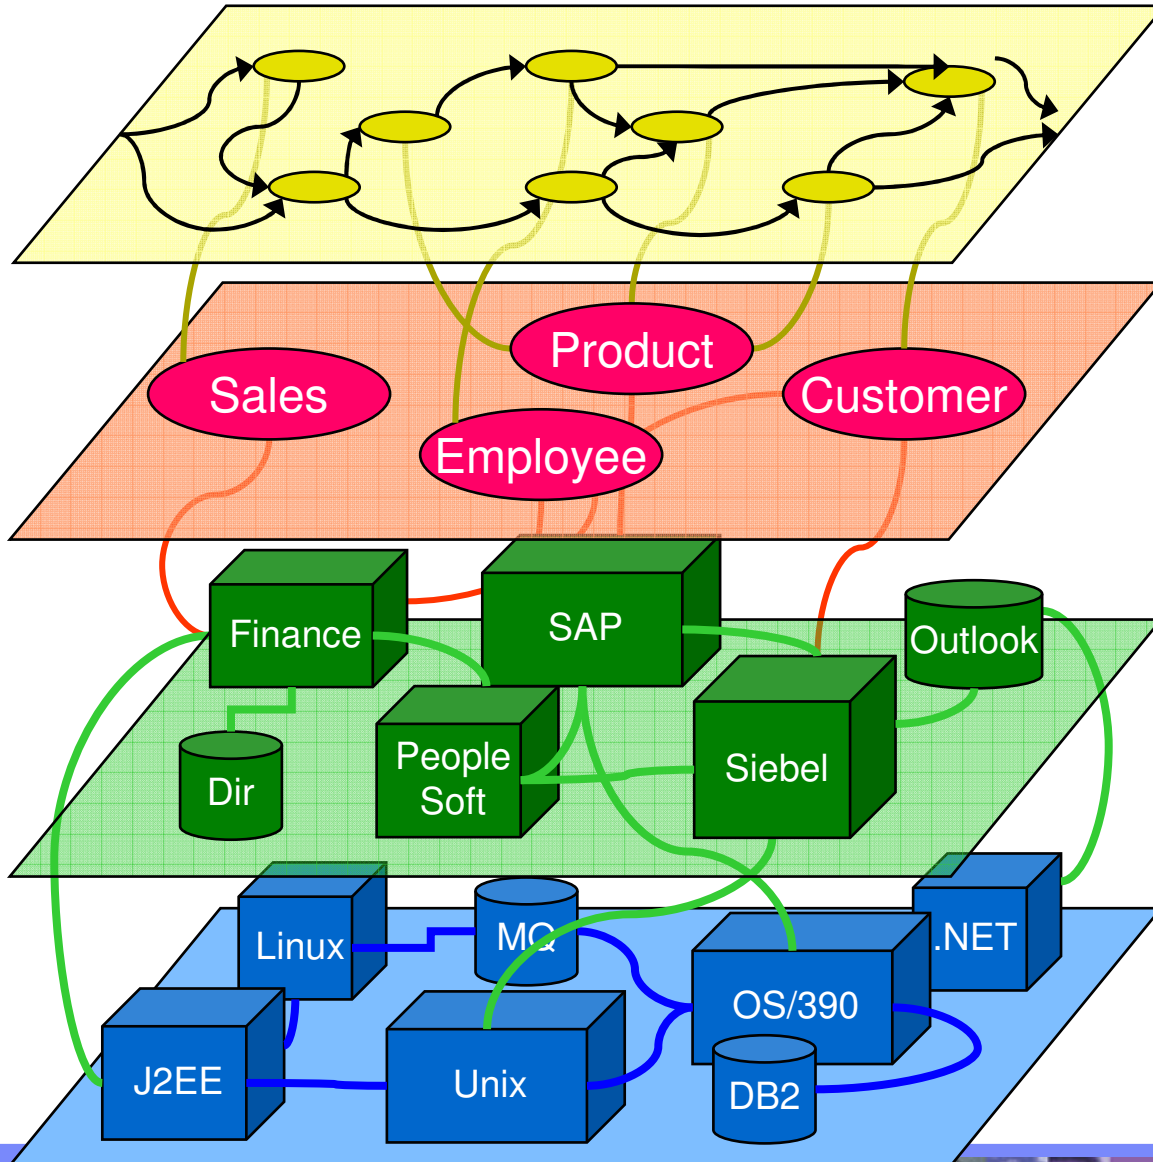 Product
Sales
Customer
Employee
SAP
Finance
Outlook
People
Soft
Siebel
Dir
Linux
MQ
.NET
OS/390
J2EE
Unix
DB2